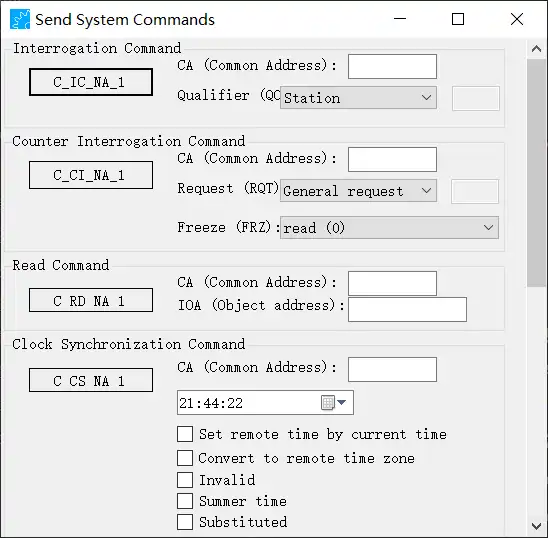 Send System Commands
Interrogation Command
C_IC_NA_1
CA (Common Address):
Qualifier (QO
Station
Counter Interrogation Command
C_CI_NA_1
CA (Common Address):
Request (RQT)
General request
Freeze (FRZ):
read (0)
Read Command
C RD NA 1
CA (Common Address):
IOA (Object address):
Clock Synchronization Command
C CS NA 1
CA (Common Address):
21:44:22
Set remote time by current time
Convert to remote time zone
Invalid
Summer time
Substituted